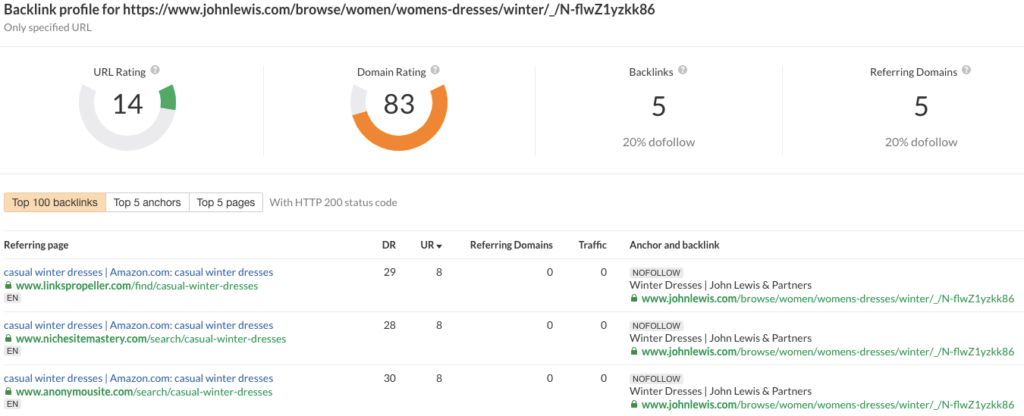 Backlink profile for https://www.johnlewis.com/browse/women/womens-dresses/winter/_/N-flwZ1yzkk86
Only specified URL
URL Rating ?
Domain Rating ?
Backlinks ?
Referring Domains ?
14
83
5
5
20% dofollow
20% dofollow
Top 100 backlinks Top 5 anchors Top 5 pages With HTTP 200 status code
Referring page DR UR Referring Domains Traffic Anchor and backlink
casual winter dresses | Amazon.com: casual winter dresses 29 8 0 0 NOFOLLOW
www.linkspropeller.com/find/casual-winter-dresses Winter Dresses | John Lewis & Partners
EN www.johnlewis.com/browse/women/womens-dresses/winter/_/N-flwZ1yzkk86
casual winter dresses | Amazon.com: casual winter dresses 28 8 0 0 NOFOLLOW
www.nichesitemastery.com/search/casual-winter-dresses Winter Dresses | John Lewis & Partners
EN www.johnlewis.com/browse/women/womens-dresses/winter/_/N-flwZ1yzkk86
casual winter dresses | Amazon.com: casual winter dresses 30 8 0 0 NOFOLLOW
www.anonymousite.com/search/casual-winter-dresses Winter Dresses | John Lewis & Partners
EN www.johnlewis.com/browse/women/womens-dresses/winter/_/N-flwZ1yzkk86